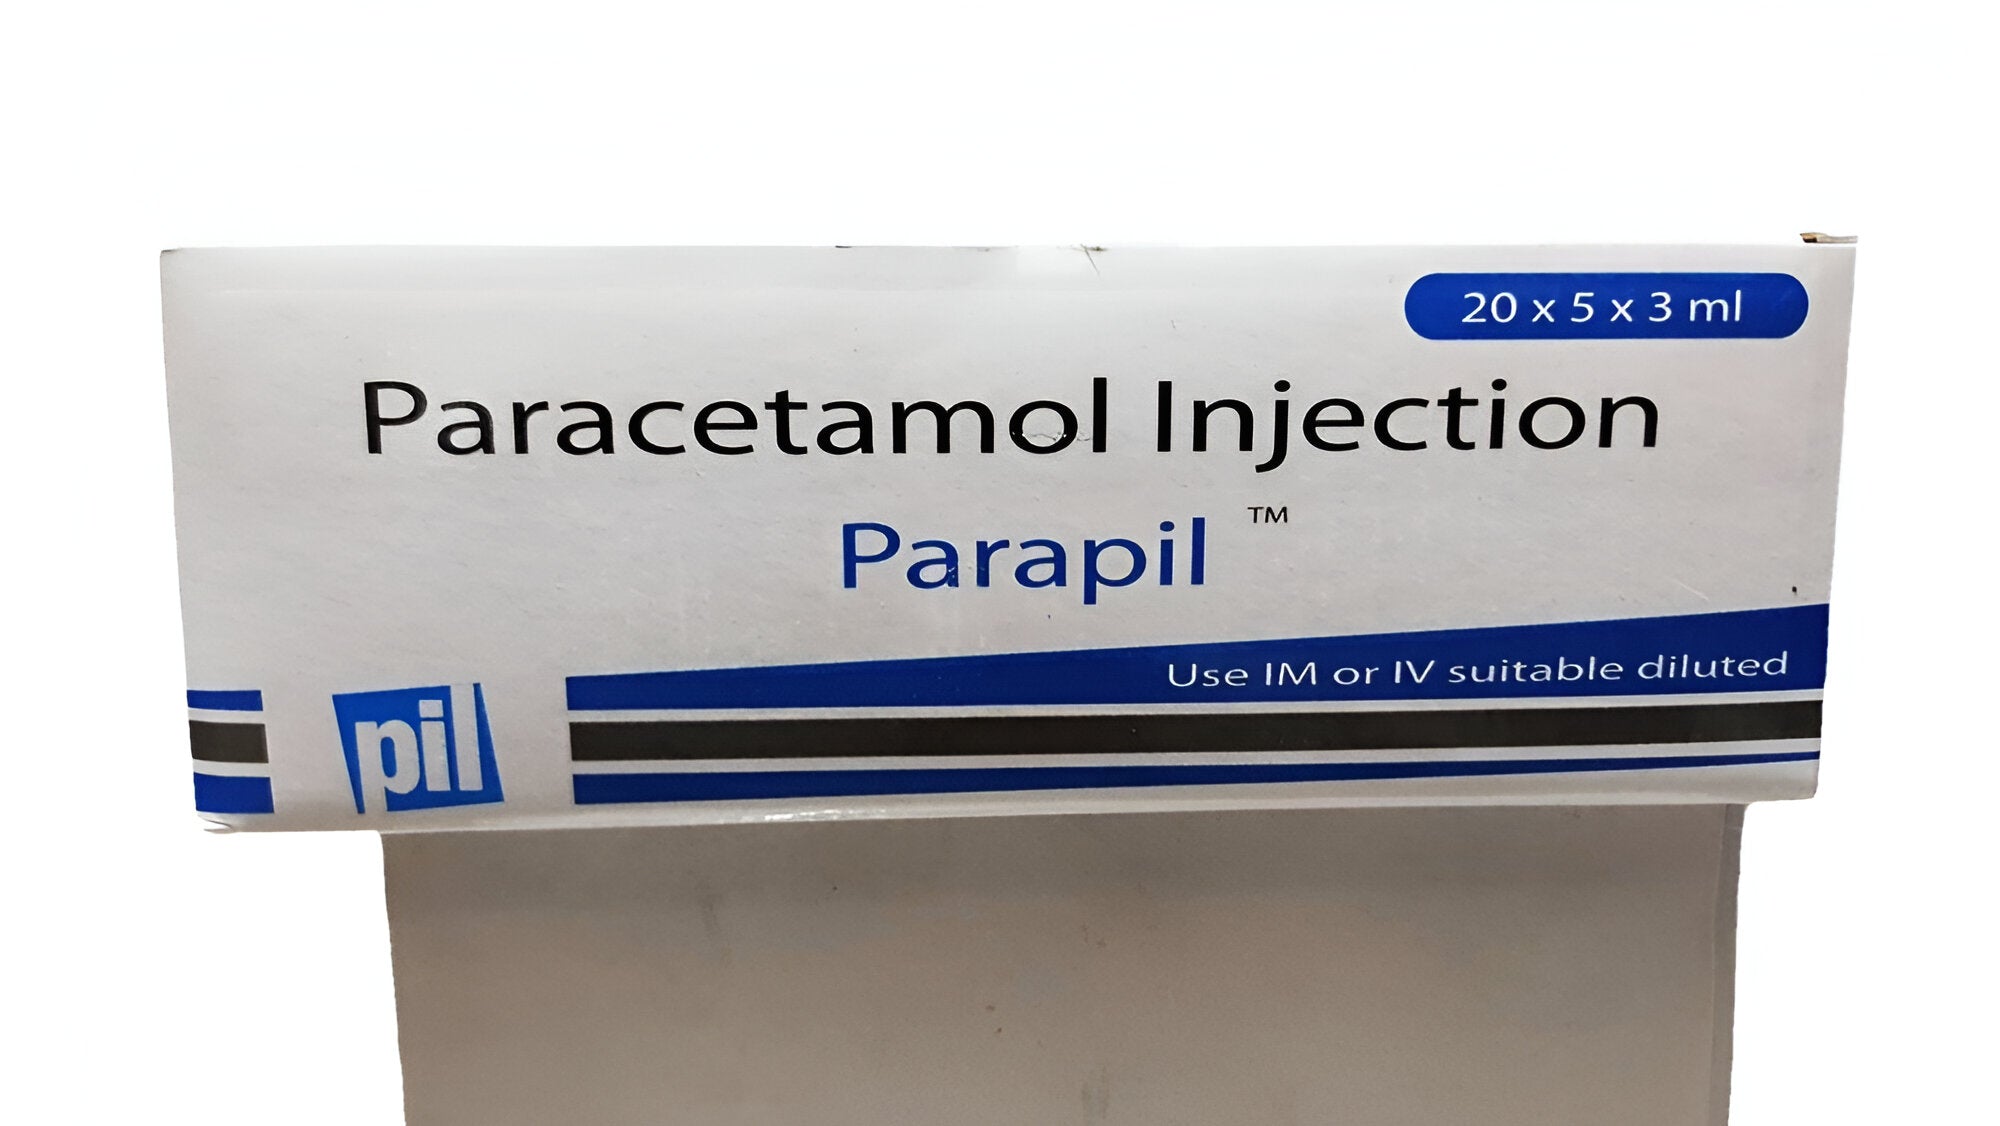 20 x 5 x 3 ml
Paracetamol Injection
Parapil ™
Use IM or IV suitable diluted
pil